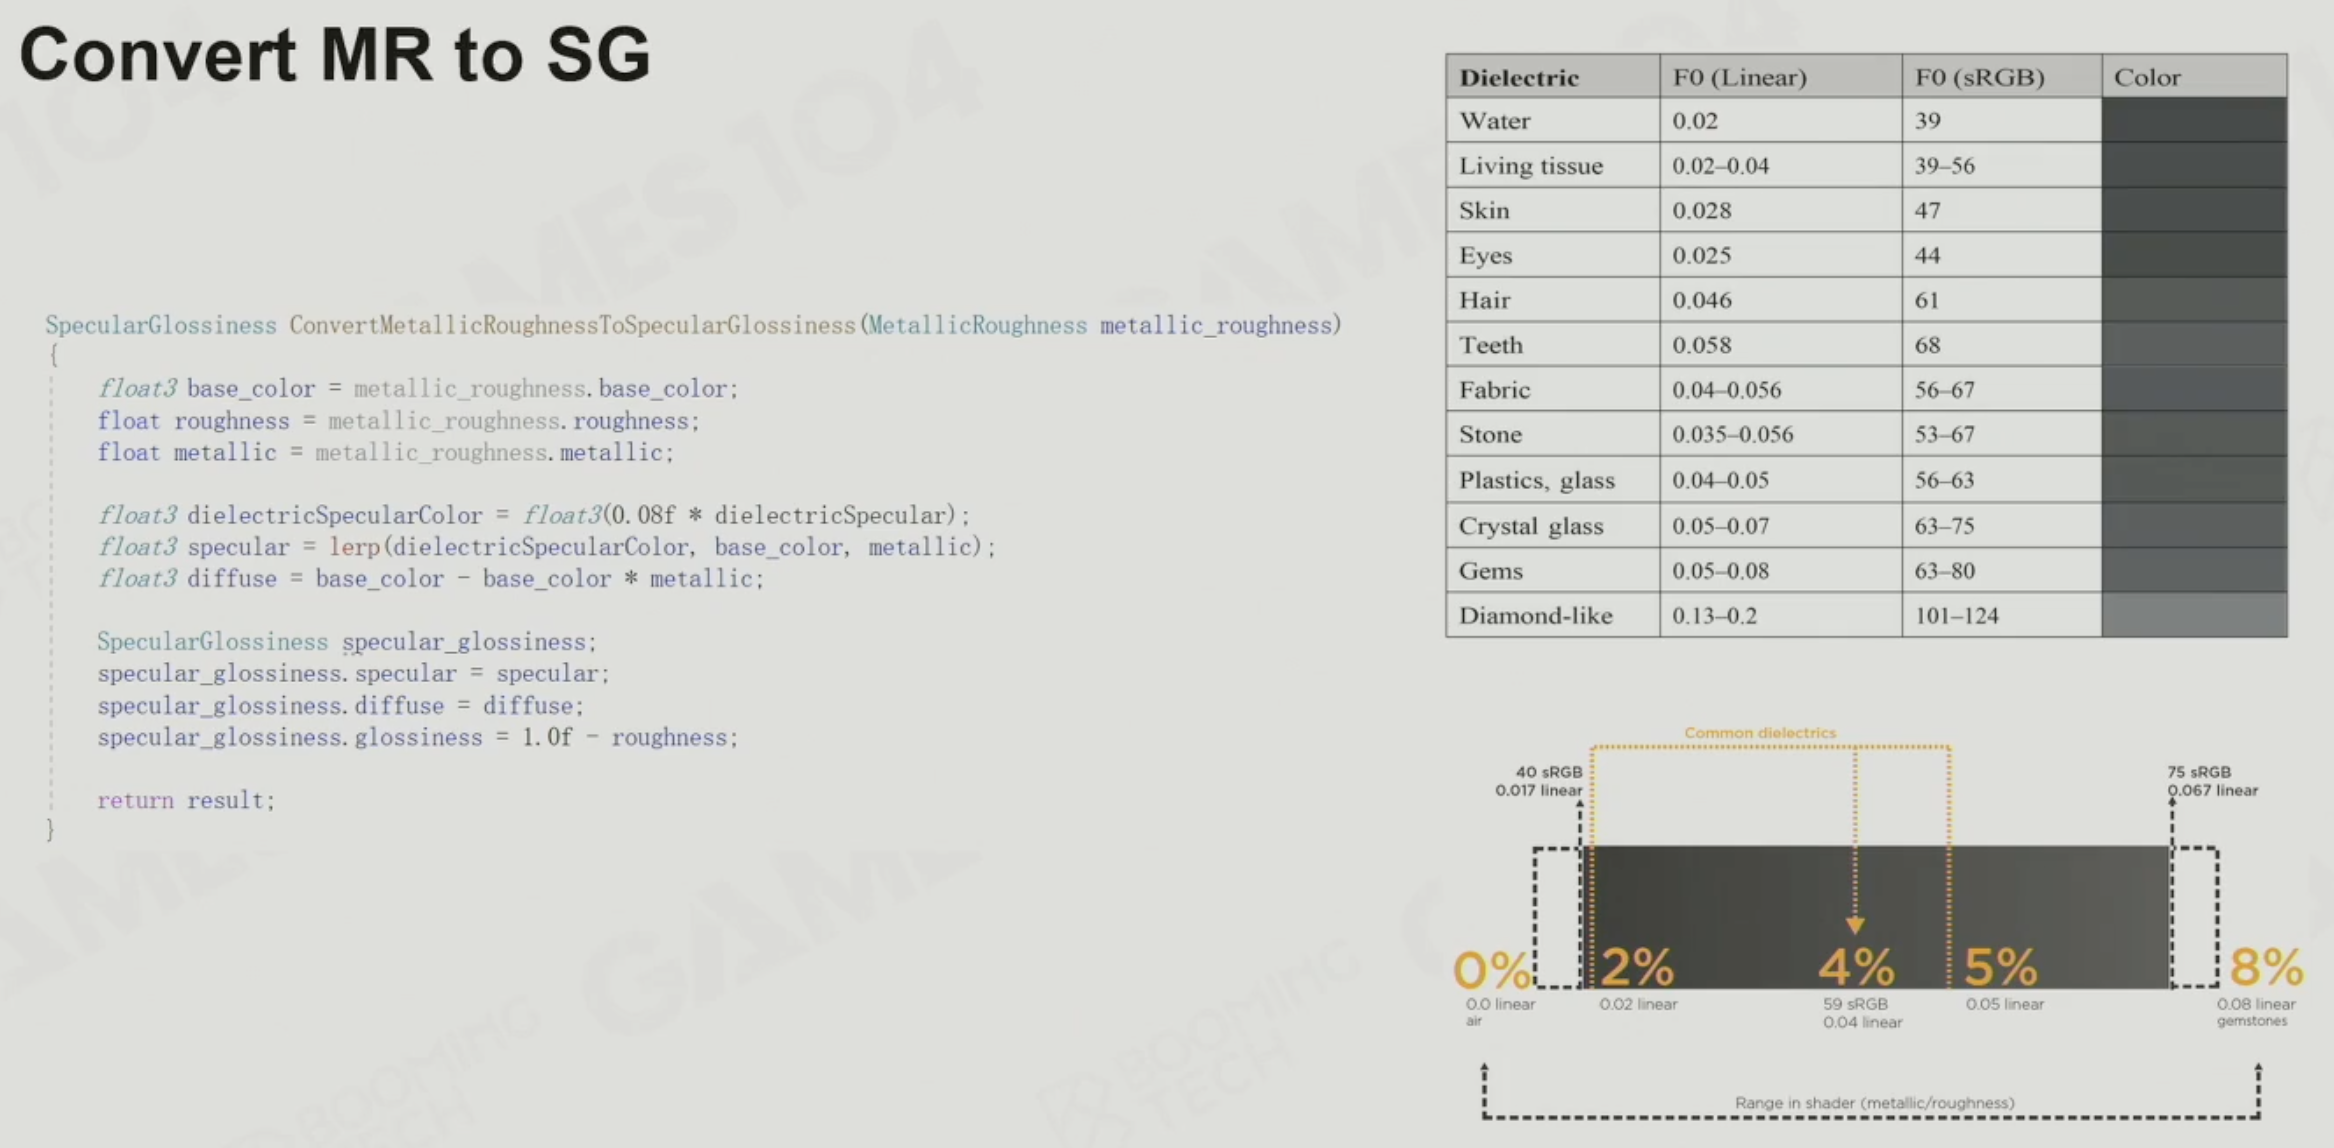 Convert MR to SG
SpecularGlossiness ConvertMetallicRoughnessToSpecularGlossiness(MetallicRoughness metallic_roughness)
{
float3 base_color = metallic_roughness.base_color;
float roughness = metallic_roughness.roughness;
float metallic = metallic_roughness.metallic;
float3 dielectricSpecularColor = float3(0.08f * dielectricSpecular);
float3 specular = lerp(dielectricSpecularColor, base_color, metallic);
float3 diffuse = base_color - base_color * metallic;
SpecularGlossiness specular_glossiness;
specular_glossiness.specular = specular;
specular_glossiness.diffuse = diffuse;
specular_glossiness.glossiness = 1.0f - roughness;
return result;
}
Dielectric F0 (Linear) F0 (sRGB) Color
Water 0.02 39
Living tissue 0.02–0.04 39–56
Skin 0.028 47
Eyes 0.025 44
Hair 0.046 61
Teeth 0.058 68
Fabric 0.04–0.056 56–67
Stone 0.035–0.056 53–67
Plastics, glass 0.04–0.05 56–63
Crystal glass 0.05–0.07 63–75
Gems 0.05–0.08 63–80
Diamond-like 0.13–0.2 101–124
Common dielectrics
40 sRGB
0.017 linear
75 sRGB
0.067 linear
0% 2% 4% 5% 8%
0.0 linear
air
0.02 linear
59 sRGB
0.04 linear
0.05 linear
0.08 linear
gemstones
Range in shader (metallic/roughness)
GAMES 104
BOOMING
TECH
BOOMING
TECH